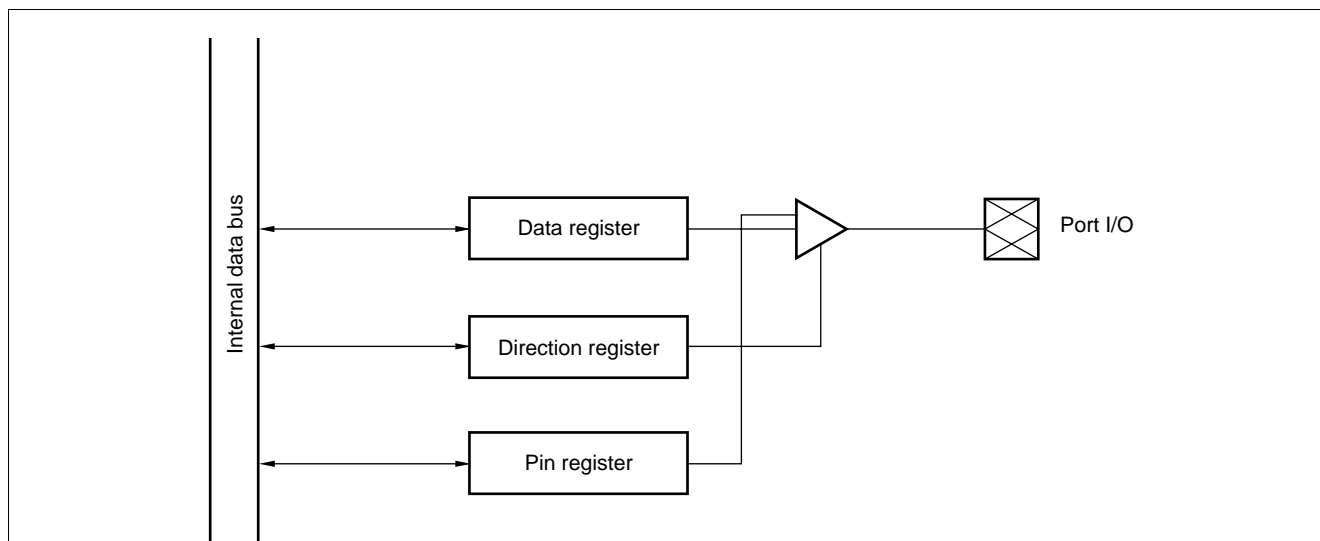 Internal data bus
Data register
Port I/O
Direction register
Pin register